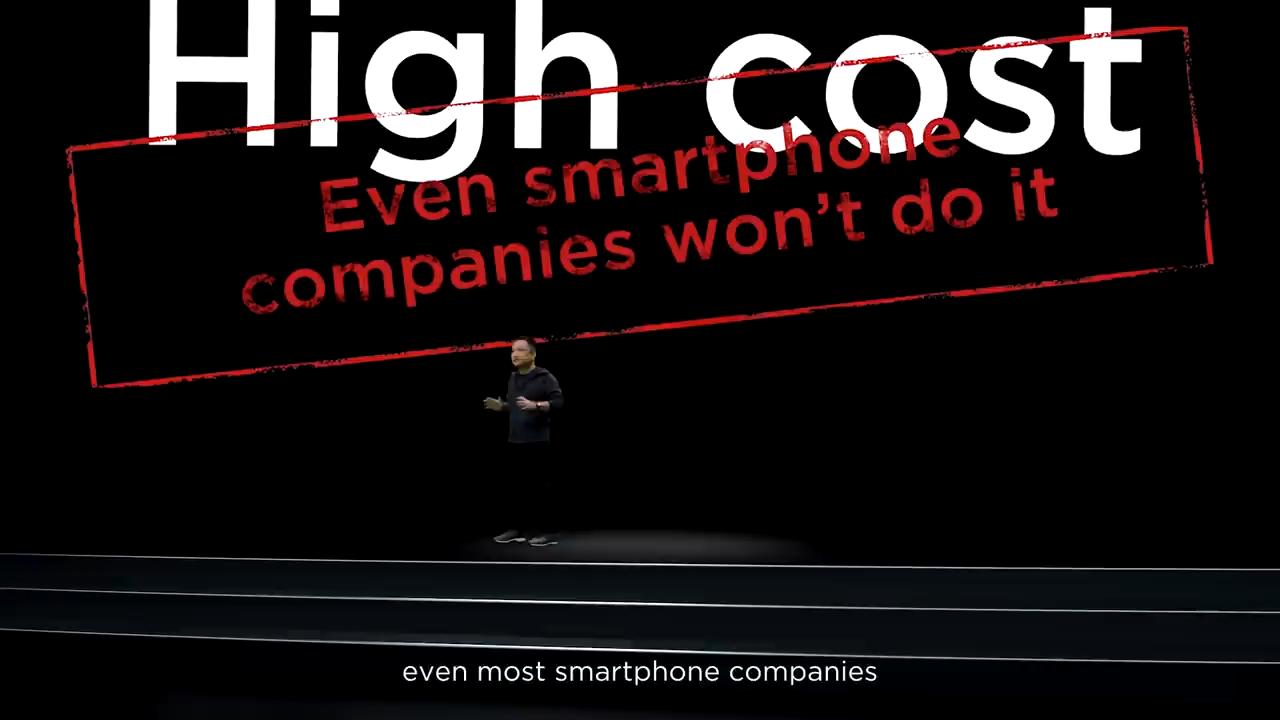 High cost
Even smartphone
companies won't do it
even most smartphone companies